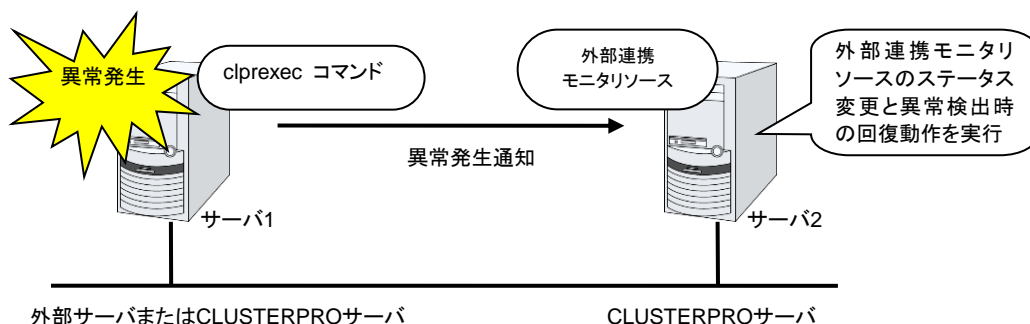 異常発生
clprexec コマンド
外部連携
モニタリソース
外部連携モニタリ
ソースのステータス
変更と異常検出時
の回復動作を実行
異常発生通知
サーバ1
サーバ2
外部サーバまたはCLUSTERPROサーバ
CLUSTERPROサーバ